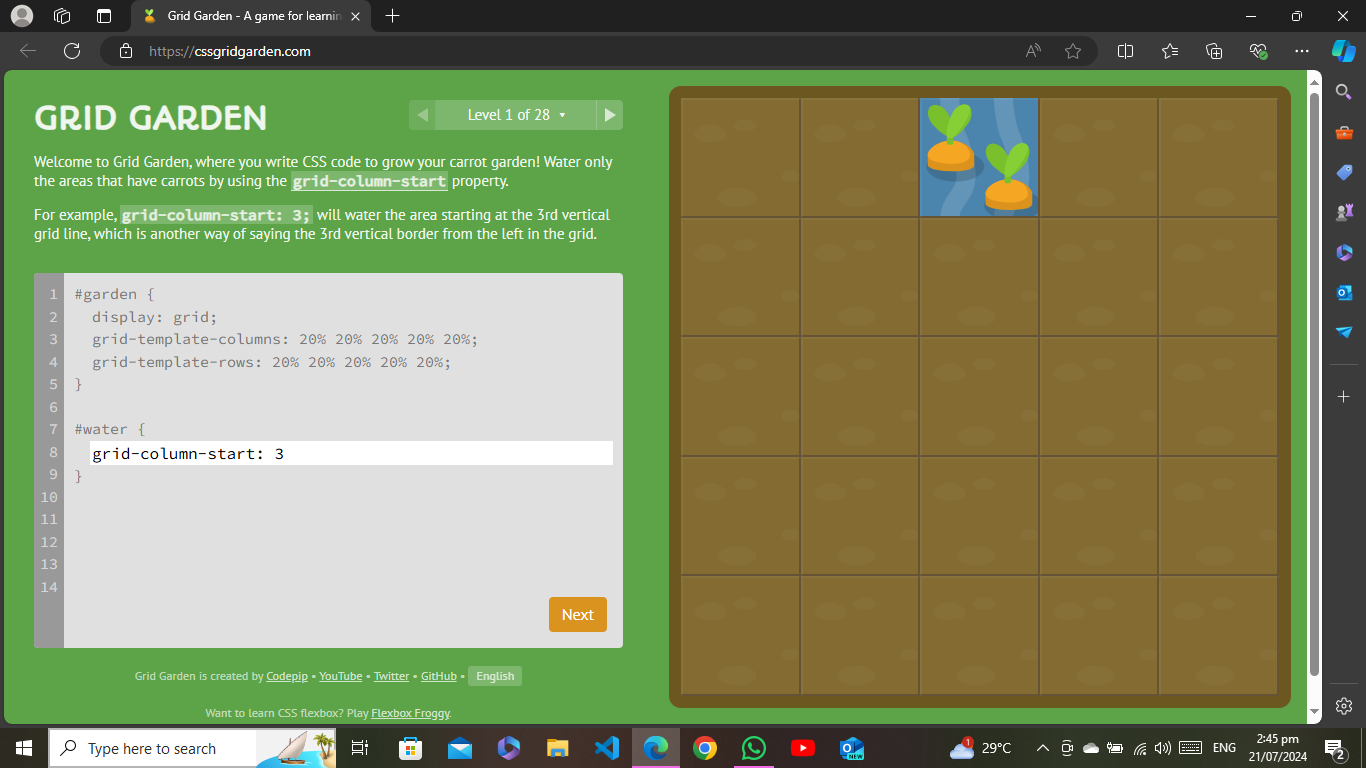 Grid Garden - A game for learnin
https://cssgridgarden.com
GRID GARDEN
Level 1 of 28
Welcome to Grid Garden, where you write CSS code to grow your carrot garden! Water only
the areas that have carrots by using the grid-column-start property.
For example, grid-column-start: 3; will water the area starting at the 3rd vertical
grid line, which is another way of saying the 3rd vertical border from the left in the grid.
1 #garden {
2 display: grid;
3 grid-template-columns: 20% 20% 20% 20% 20%;
4 grid-template-rows: 20% 20% 20% 20% 20%;
5 }
6
7 #water {
8 grid-column-start: 3
9 }
10
11
12
13
14
Next
Grid Garden is created by Codepip • YouTube • Twitter • GitHub • English
Want to learn CSS flexbox? Play Flexbox Froggy.
Type here to search
NEW
1
29°C
ENG
2:45 pm
21/07/2024
2